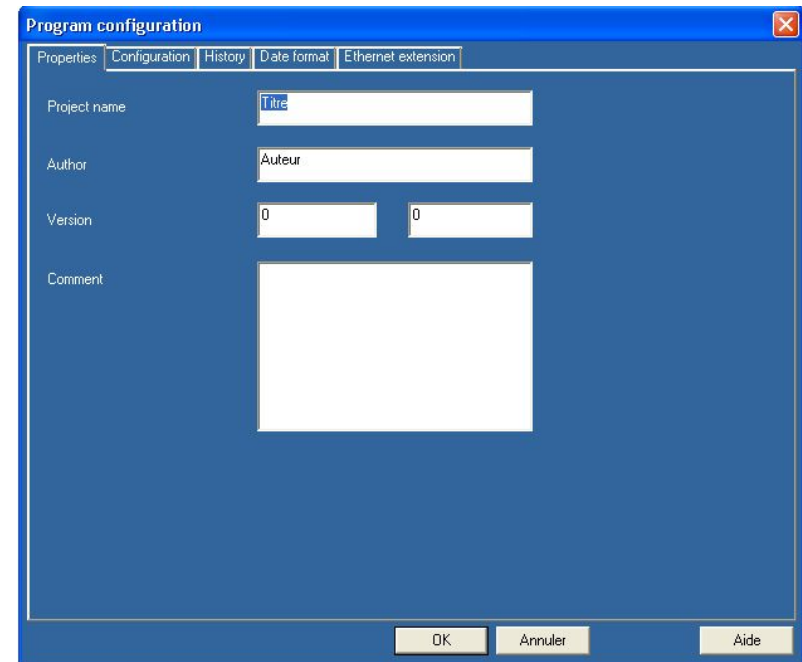 Program configuration
Properties Configuration History Date format Ethernet extension
Project name Titre
Author Auteur
Version 0 0
Comment
OK Annuler Aide